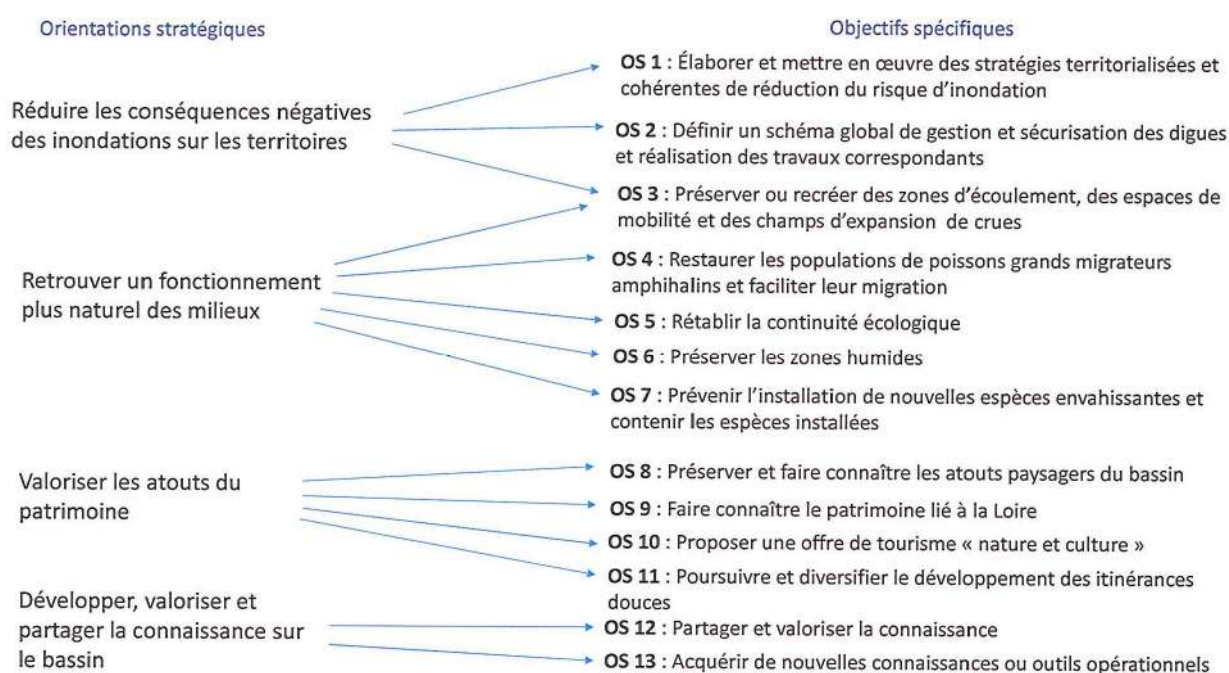 Orientations stratégiques
Objectifs spécifiques
Réduire les conséquences négatives
des inondations sur les territoires
OS 1 : Élaborer et mettre en œuvre des stratégies territorialisées et
cohérentes de réduction du risque d’inondation
OS 2 : Définir un schéma global de gestion et sécurisation des digues
et réalisation des travaux correspondants
OS 3 : Préserver ou recréer des zones d’écoulement, des espaces de
mobilité et des champs d’expansion de crues
Retrouver un fonctionnement
plus naturel des milieux
OS 4 : Restaurer les populations de poissons grands migrateurs
amphihalins et faciliter leur migration
OS 5 : Rétablir la continuité écologique
OS 6 : Préserver les zones humides
OS 7 : Prévenir l’installation de nouvelles espèces envahissantes et
contenir les espèces installées
Valoriser les atouts du
patrimoine
OS 8 : Préserver et faire connaître les atouts paysagers du bassin
OS 9 : Faire connaître le patrimoine lié à la Loire
OS 10 : Proposer une offre de tourisme « nature et culture »
OS 11 : Poursuivre et diversifier le développement des itinérances
douces
Développer, valoriser et
partager la connaissance sur
le bassin
OS 12 : Partager et valoriser la connaissance
OS 13 : Acquérir de nouvelles connaissances ou outils opérationnels